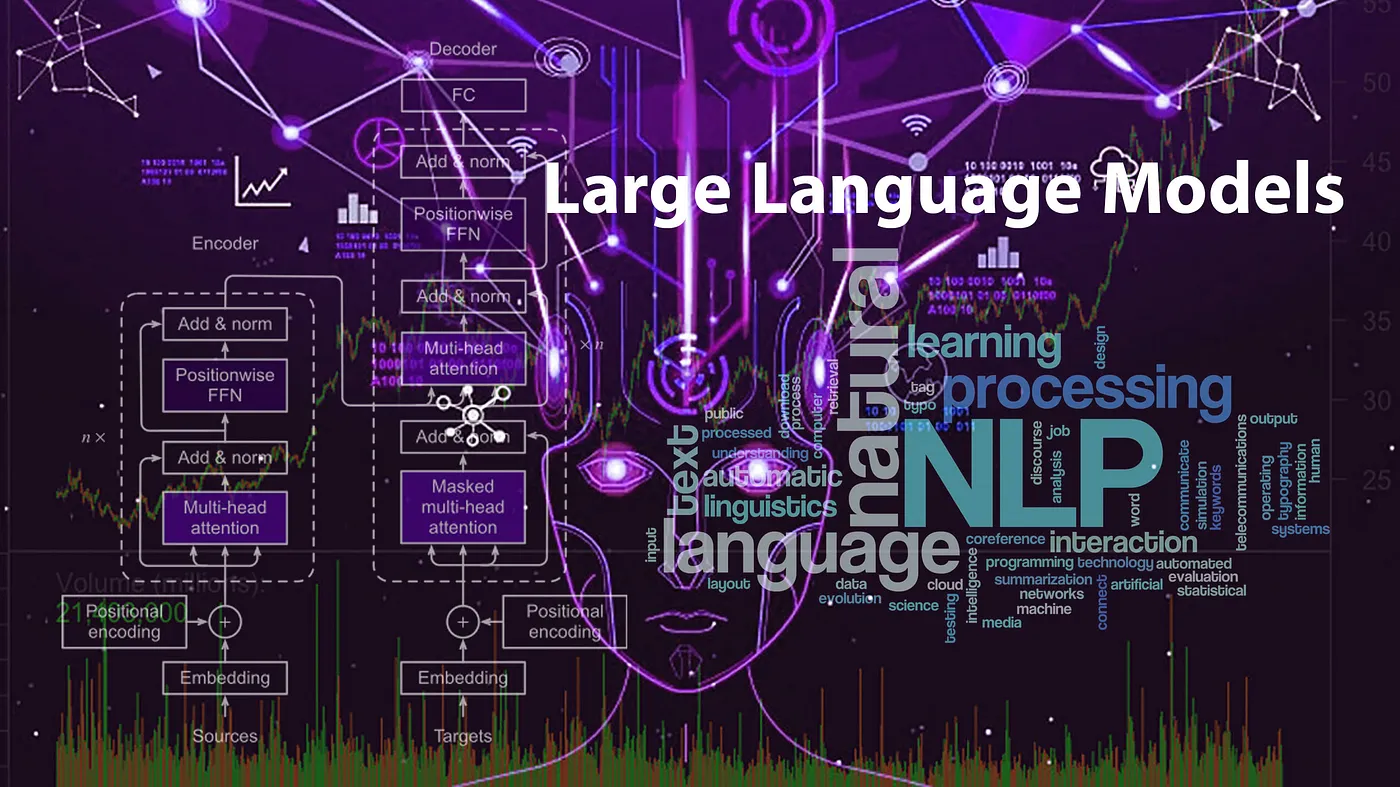 Large Language Models
Decoder
FC
Add & norm
Positionwise
FFN
Add & norm
Muti-head
attention
Add & norm
Masked
multi-head
attention
× n
Positional
encoding
+
Embedding
Targets
Encoder
Add & norm
Positionwise
FFN
n ×
Add & norm
Multi-head
attention
Positional
encoding
+
Embedding
Sources
Volume (millions):
55
50
45
40
35
30
25
natural
learning
design
processing
tag
typo
NLP
retrieval
download
process
computer
public
processed
understanding
text
automatic
linguistics
language
input
layout
discourse
job
analysis
word
communicate
simulation
keywords
telecommunications
output
operating
typography
information
human
systems
coreference
interaction
programming
technology
automated
summarization
artificial
evaluation
statistical
networks
machine
connect
intelligence
data
cloud
evolution
science
testing
media